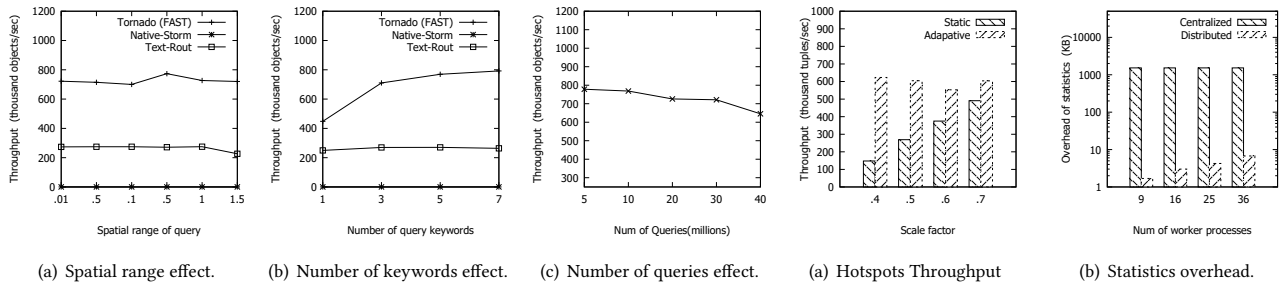 Throughput (thousand objects/sec)
1200
1000
800
600
400
200
0
Tornado (FAST)
Native-Storm
Text-Rout
.01 .5 .1 .5 1 1.5
Spatial range of query
(a) Spatial range effect.
Throughput (thousand objects/sec)
1200
1000
800
600
400
200
0
Tornado (FAST)
Native-Storm
Text-Rout
1 3 5 7
Number of query keywords
(b) Number of keywords effect.
Throughput (thousand objects/sec)
1200
1100
1000
900
800
700
600
500
400
300
5 10 20 30 40
Num of Queries(millions)
(c) Number of queries effect.
Throughput (thousand tuples/sec)
1000
900
800
700
600
500
400
300
200
100
0
Static
Adapative
.4 .5 .6 .7
Scale factor
(a) Hotspots Throughput
Overhead of statistics (KB)
10000
1000
100
10
1
Centralized
Distributed
9 16 25 36
Num of worker processes
(b) Statistics overhead.